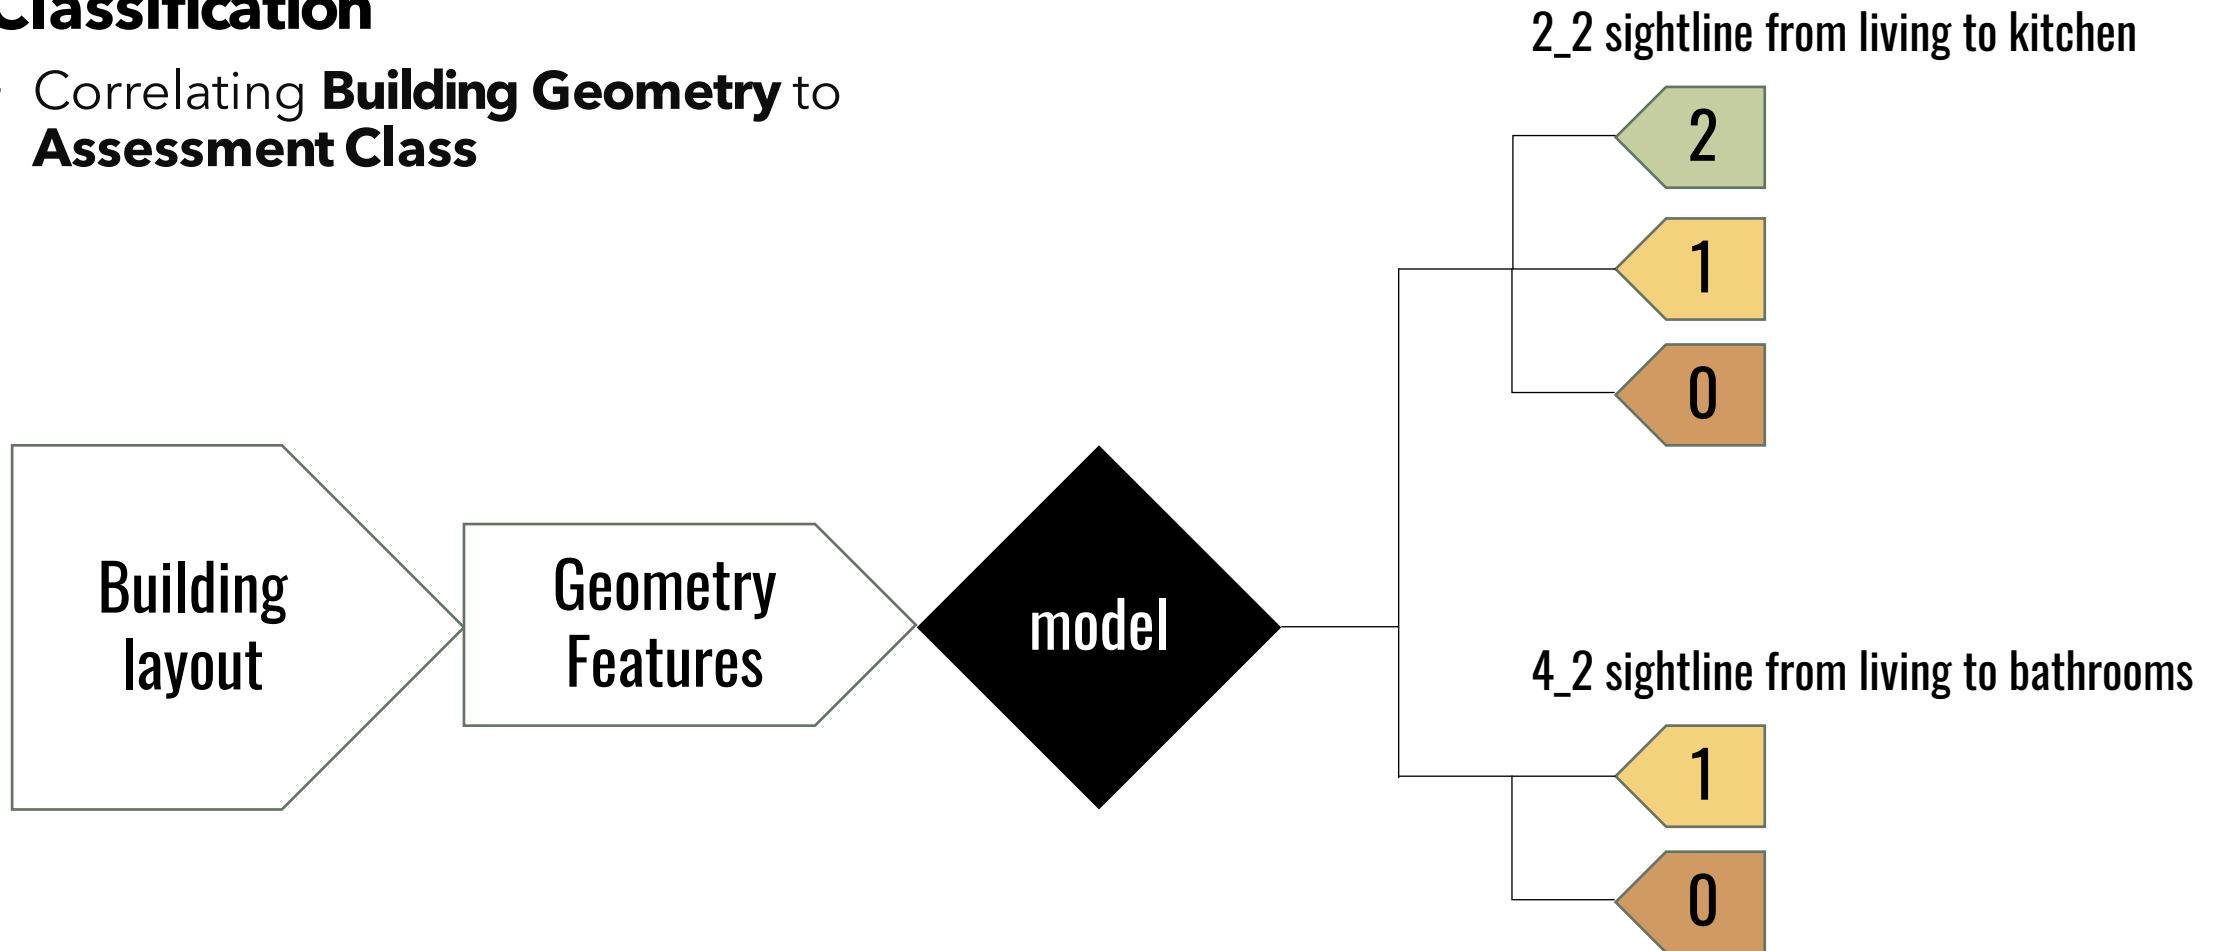 Classification
Correlating Building Geometry to
Assessment Class
2_2 sightline from living to kitchen
2
1
0
Building
layout
Geometry
Features
model
4_2 sightline from living to bathrooms
1
0